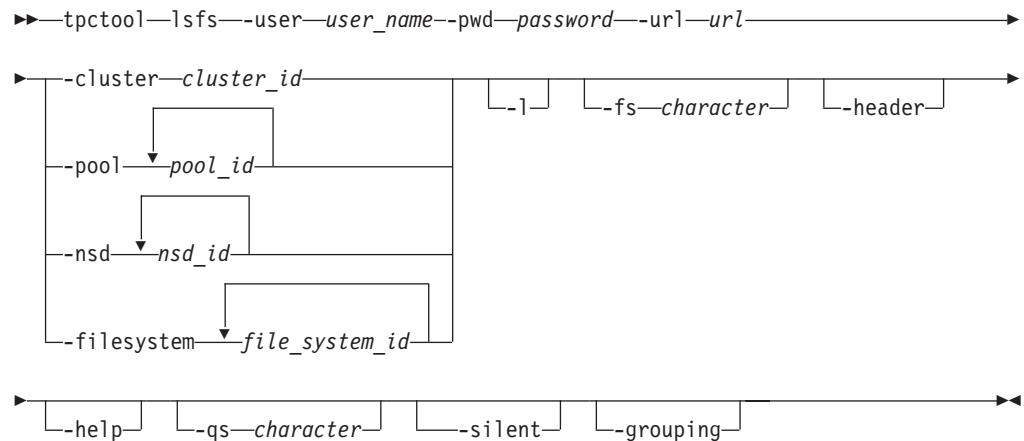 tpctool lsfs -user user_name -pwd password -url url
-cluster cluster_id
-l -fs character -header
-pool pool_id
-nsd nsd_id
-filesystem file_system_id
-help -qs character -silent -grouping